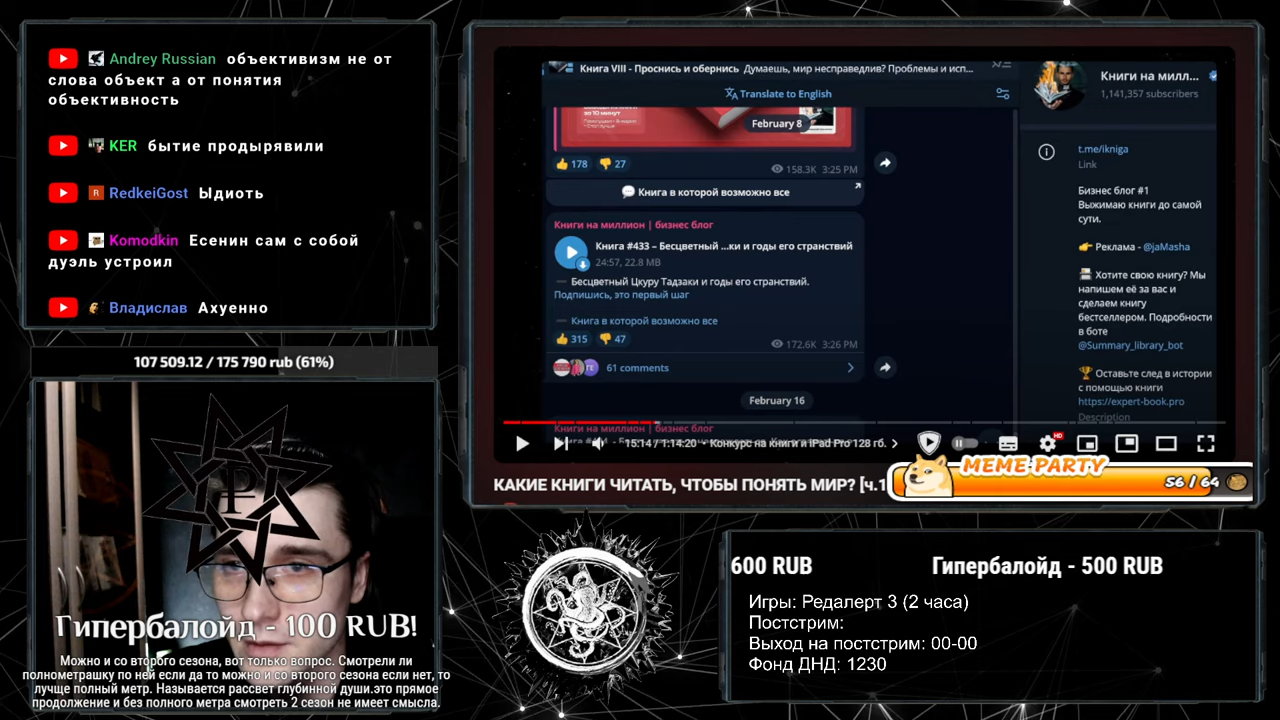 Andrey Russian объективизм не от
слова объект а от понятия
объективность
KER бытие продырявили
RedkeiGost Ыдиоть
Komodkin Есенин сам с собой
дуэль устроил
Владислав Ахуенно
107 509.12 / 175 790 rub (61%)
Гипербалойд - 100 RUB!
Можно и со второго сезона, вот только вопрос. Смотрели ли
полнометрашку по ней если да то можно и со второго сезона если нет, то
лучше полный метр. Называется рассвет глубинной души.это прямое
продолжение и без полного метра смотреть 2 сезон не имеет смысла.
Книга VIII - Проснись и обернись Думаешь, мир несправедлив? Проблемы и исп...
Translate to English
за 10 минут
February 8
178 27
158.3K 3:25 PM
Книга в которой возможно все
Книги на миллион | бизнес блог
Книга #433 – Бесцветный ...ки и годы его странствий
24:57, 22.8 MB
— Бесцветный Цкуру Тадзаки и годы его странствий.
Подпишись, это первый шаг
— Книга в которой возможно все
315 47
172.6K 3:26 PM
61 comments
February 16
Книги на миллион | бизнес блог
Книги на милл...
1,141,357 subscribers
t.me/ikniga
Link
Бизнес блог #1
Выжимаю книги до самой
сути.
Реклама - @jaMasha
Хотите свою книгу? Мы
напишем её за вас и
сделаем книгу
бестселлером. Подробности
в боте
@Summary_library_bot
Оставьте след в истории
с помощью книги
https://expert-book.pro
Description
15:14 / 1:14:20 • Конкурс на книги и iPad Pro 128 гб.
HD
КАКИЕ КНИГИ ЧИТАТЬ, ЧТОБЫ ПОНЯТЬ МИР? [ч.1
MEME PARTY
56 / 64
600 RUB Гипербалойд - 500 RUB
Игры: Редалерт 3 (2 часа)
Постстрим:
Выход на постстрим: 00-00
Фонд ДНД: 1230